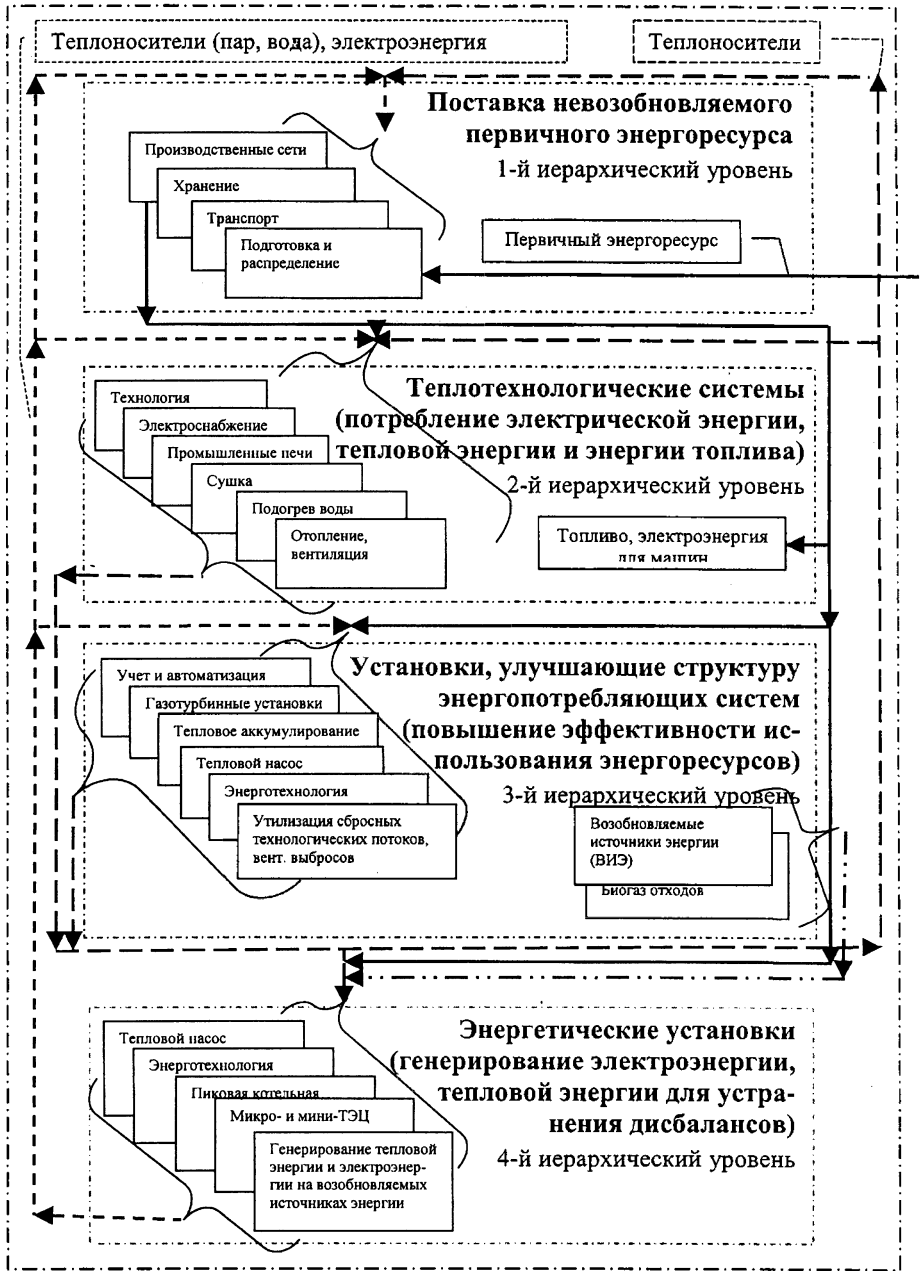 Теплоносители (пар, вода), электроэнергия
Теплоносители
Поставка невозобновляемого
первичного энергоресурса
1-й иерархический уровень
Производственные сети
Хранение
Транспорт
Подготовка и
распределение
Первичный энергоресурс
Теплотехнологические системы
(потребление электрической энергии,
тепловой энергии и энергии топлива)
2-й иерархический уровень
Технология
Электроснабжение
Промышленные печи
Сушка
Подогрев воды
Отопление,
вентиляция
Топливо, электроэнергия
для машин
Установки, улучшающие структуру
энергопотребляющих систем
(повышение эффективности ис-
пользования энергоресурсов)
3-й иерархический уровень
Учет и автоматизация
Газотурбинные установки
Тепловое аккумулирование
Тепловой насос
Энерготехнология
Утилизация сбросных
технологических потоков,
вент. выбросов
Возобновляемые
источники энергии
(ВИЭ)
Биогаз отходов
Энергетические установки
(генерирование электроэнергии,
тепловой энергии для устра-
нения дисбалансов)
4-й иерархический уровень
Тепловой насос
Энерготехнология
Пиковая котельная
Микро- и мини-ТЭЦ
Генерирование тепловой
энергии и электроэнер-
гии на возобновляемых
источниках энергии